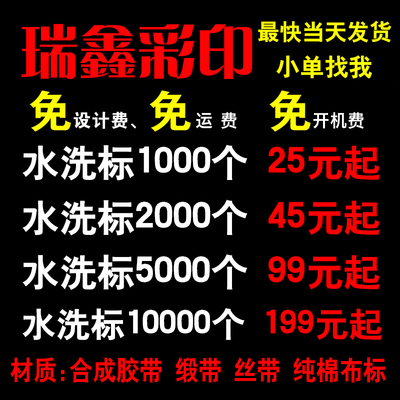 瑞鑫彩印
最快当天发货
小单找我
免设计费、免运费 免开机费
水洗标1000个 25元起
水洗标2000个 45元起
水洗标5000个 99元起
水洗标10000个 199元起
材质:合成胶带 缎带 丝带 纯棉布标